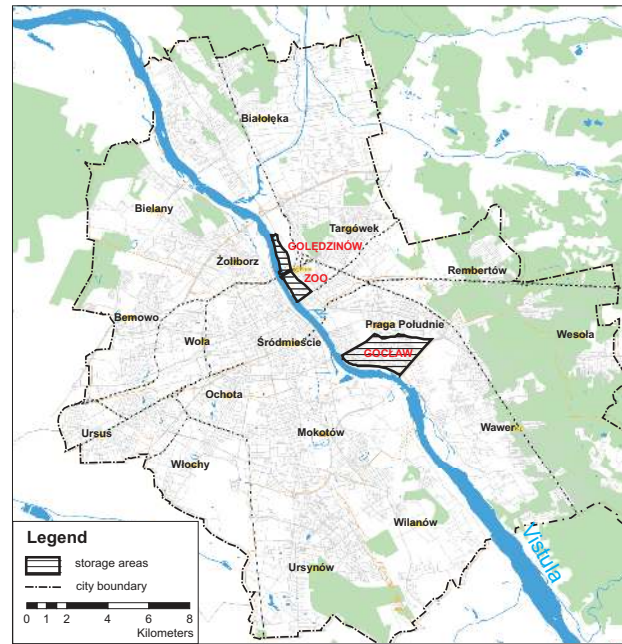 Białołęka
Bielany
Targówek
GOLĘDZINÓW
Żoliborz
ZOO
Rembertów
Bemowo
Praga Południe
Wesoła
Wola
Śródmieście
GOCŁAW
Ochota
Ursuś
Mokotów
Wawer
Włochy
Wilanów
Ursynów
Vistula
Legend
storage areas
city boundary
0 1 2 4 6 8
Kilometers